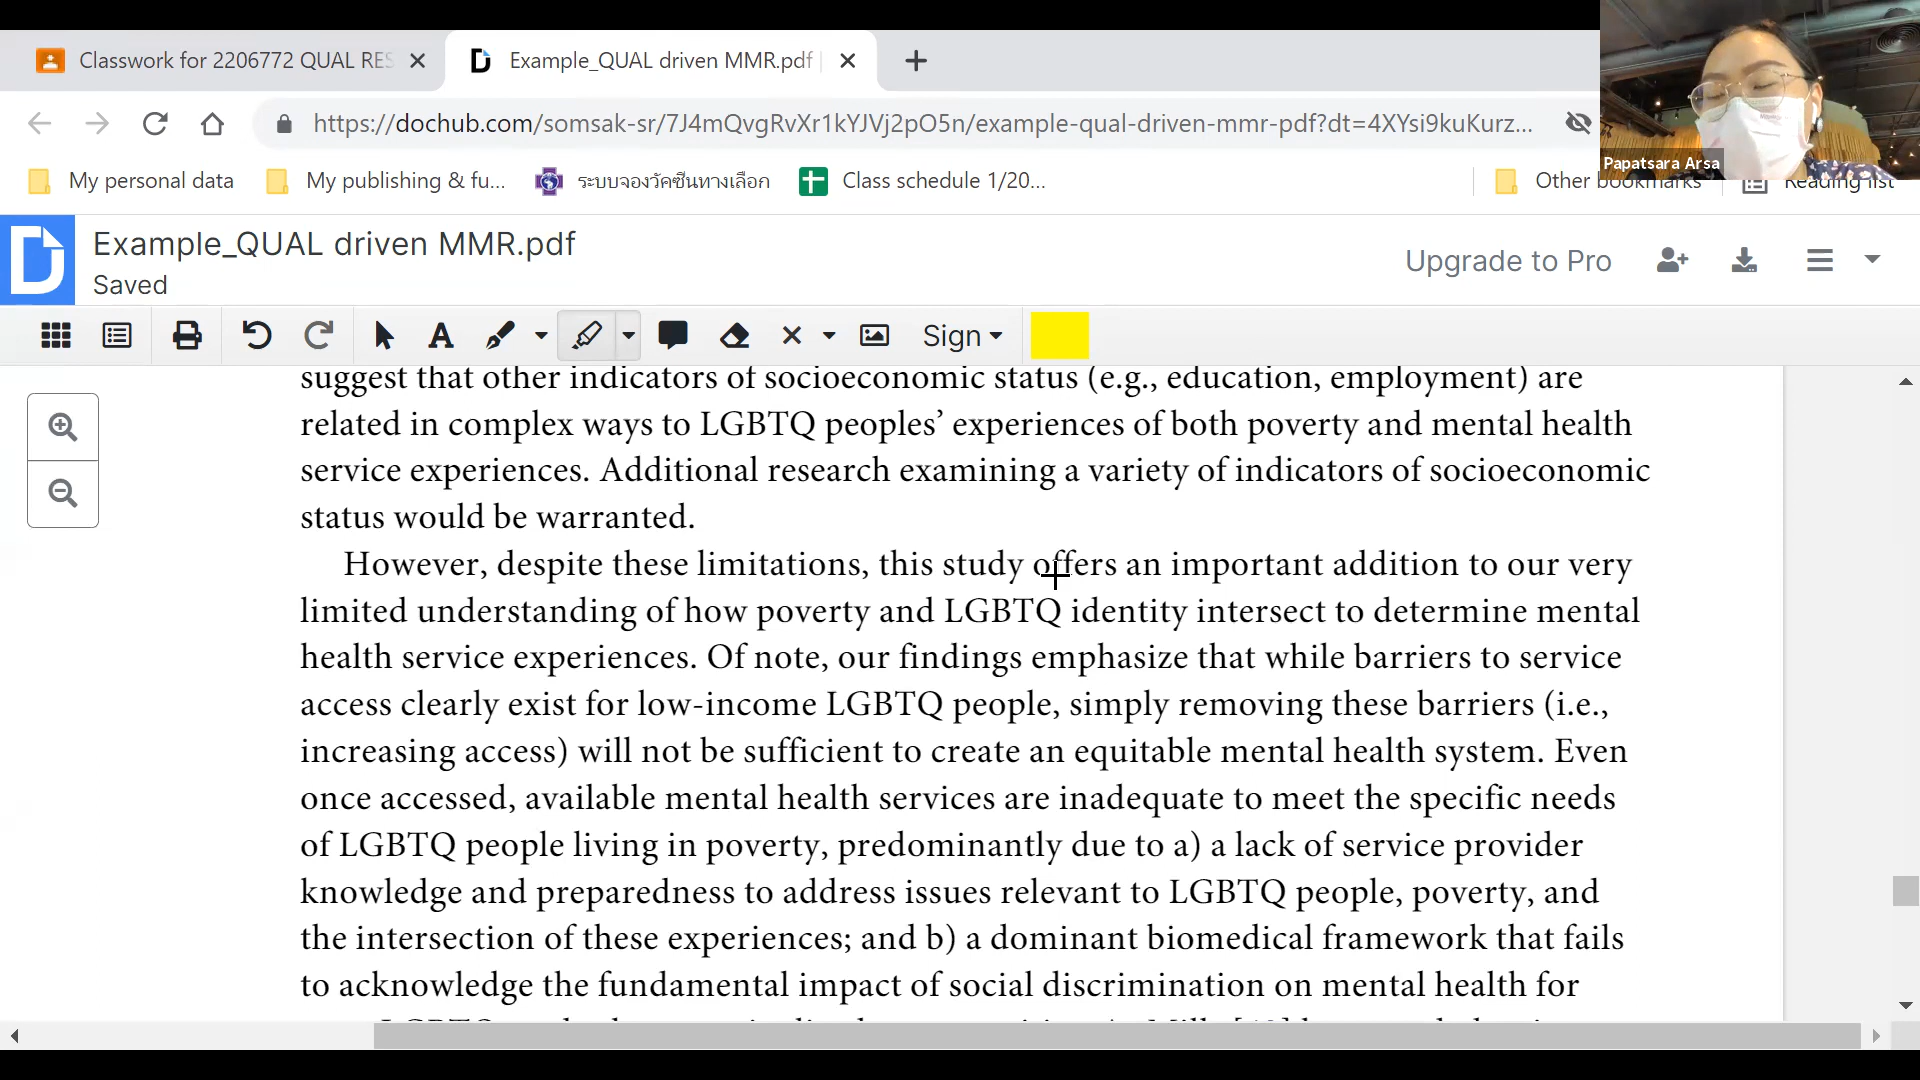 Classwork for 2206772 QUAL RES
Example_QUAL driven MMR.pdf
https://dochub.com/somsak-sr/7J4mQvgRvXr1kYJVj2pO5n/example-qual-driven-mmr-pdf?dt=4XYsi9kuKurz...
Papatsara Arsa
My personal data
My publishing & fu...
ระบบจองวัคซีนทางเลือก
Class schedule 1/20...
Other bookmarks
Reading list
Example_QUAL driven MMR.pdf
Saved
Upgrade to Pro
Sign
suggest that other indicators of socioeconomic status (e.g., education, employment) are
related in complex ways to LGBTQ peoples’ experiences of both poverty and mental health
service experiences. Additional research examining a variety of indicators of socioeconomic
status would be warranted.
However, despite these limitations, this study offers an important addition to our very
limited understanding of how poverty and LGBTQ identity intersect to determine mental
health service experiences. Of note, our findings emphasize that while barriers to service
access clearly exist for low-income LGBTQ people, simply removing these barriers (i.e.,
increasing access) will not be sufficient to create an equitable mental health system. Even
once accessed, available mental health services are inadequate to meet the specific needs
of LGBTQ people living in poverty, predominantly due to a) a lack of service provider
knowledge and preparedness to address issues relevant to LGBTQ people, poverty, and
the intersection of these experiences; and b) a dominant biomedical framework that fails
to acknowledge the fundamental impact of social discrimination on mental health for